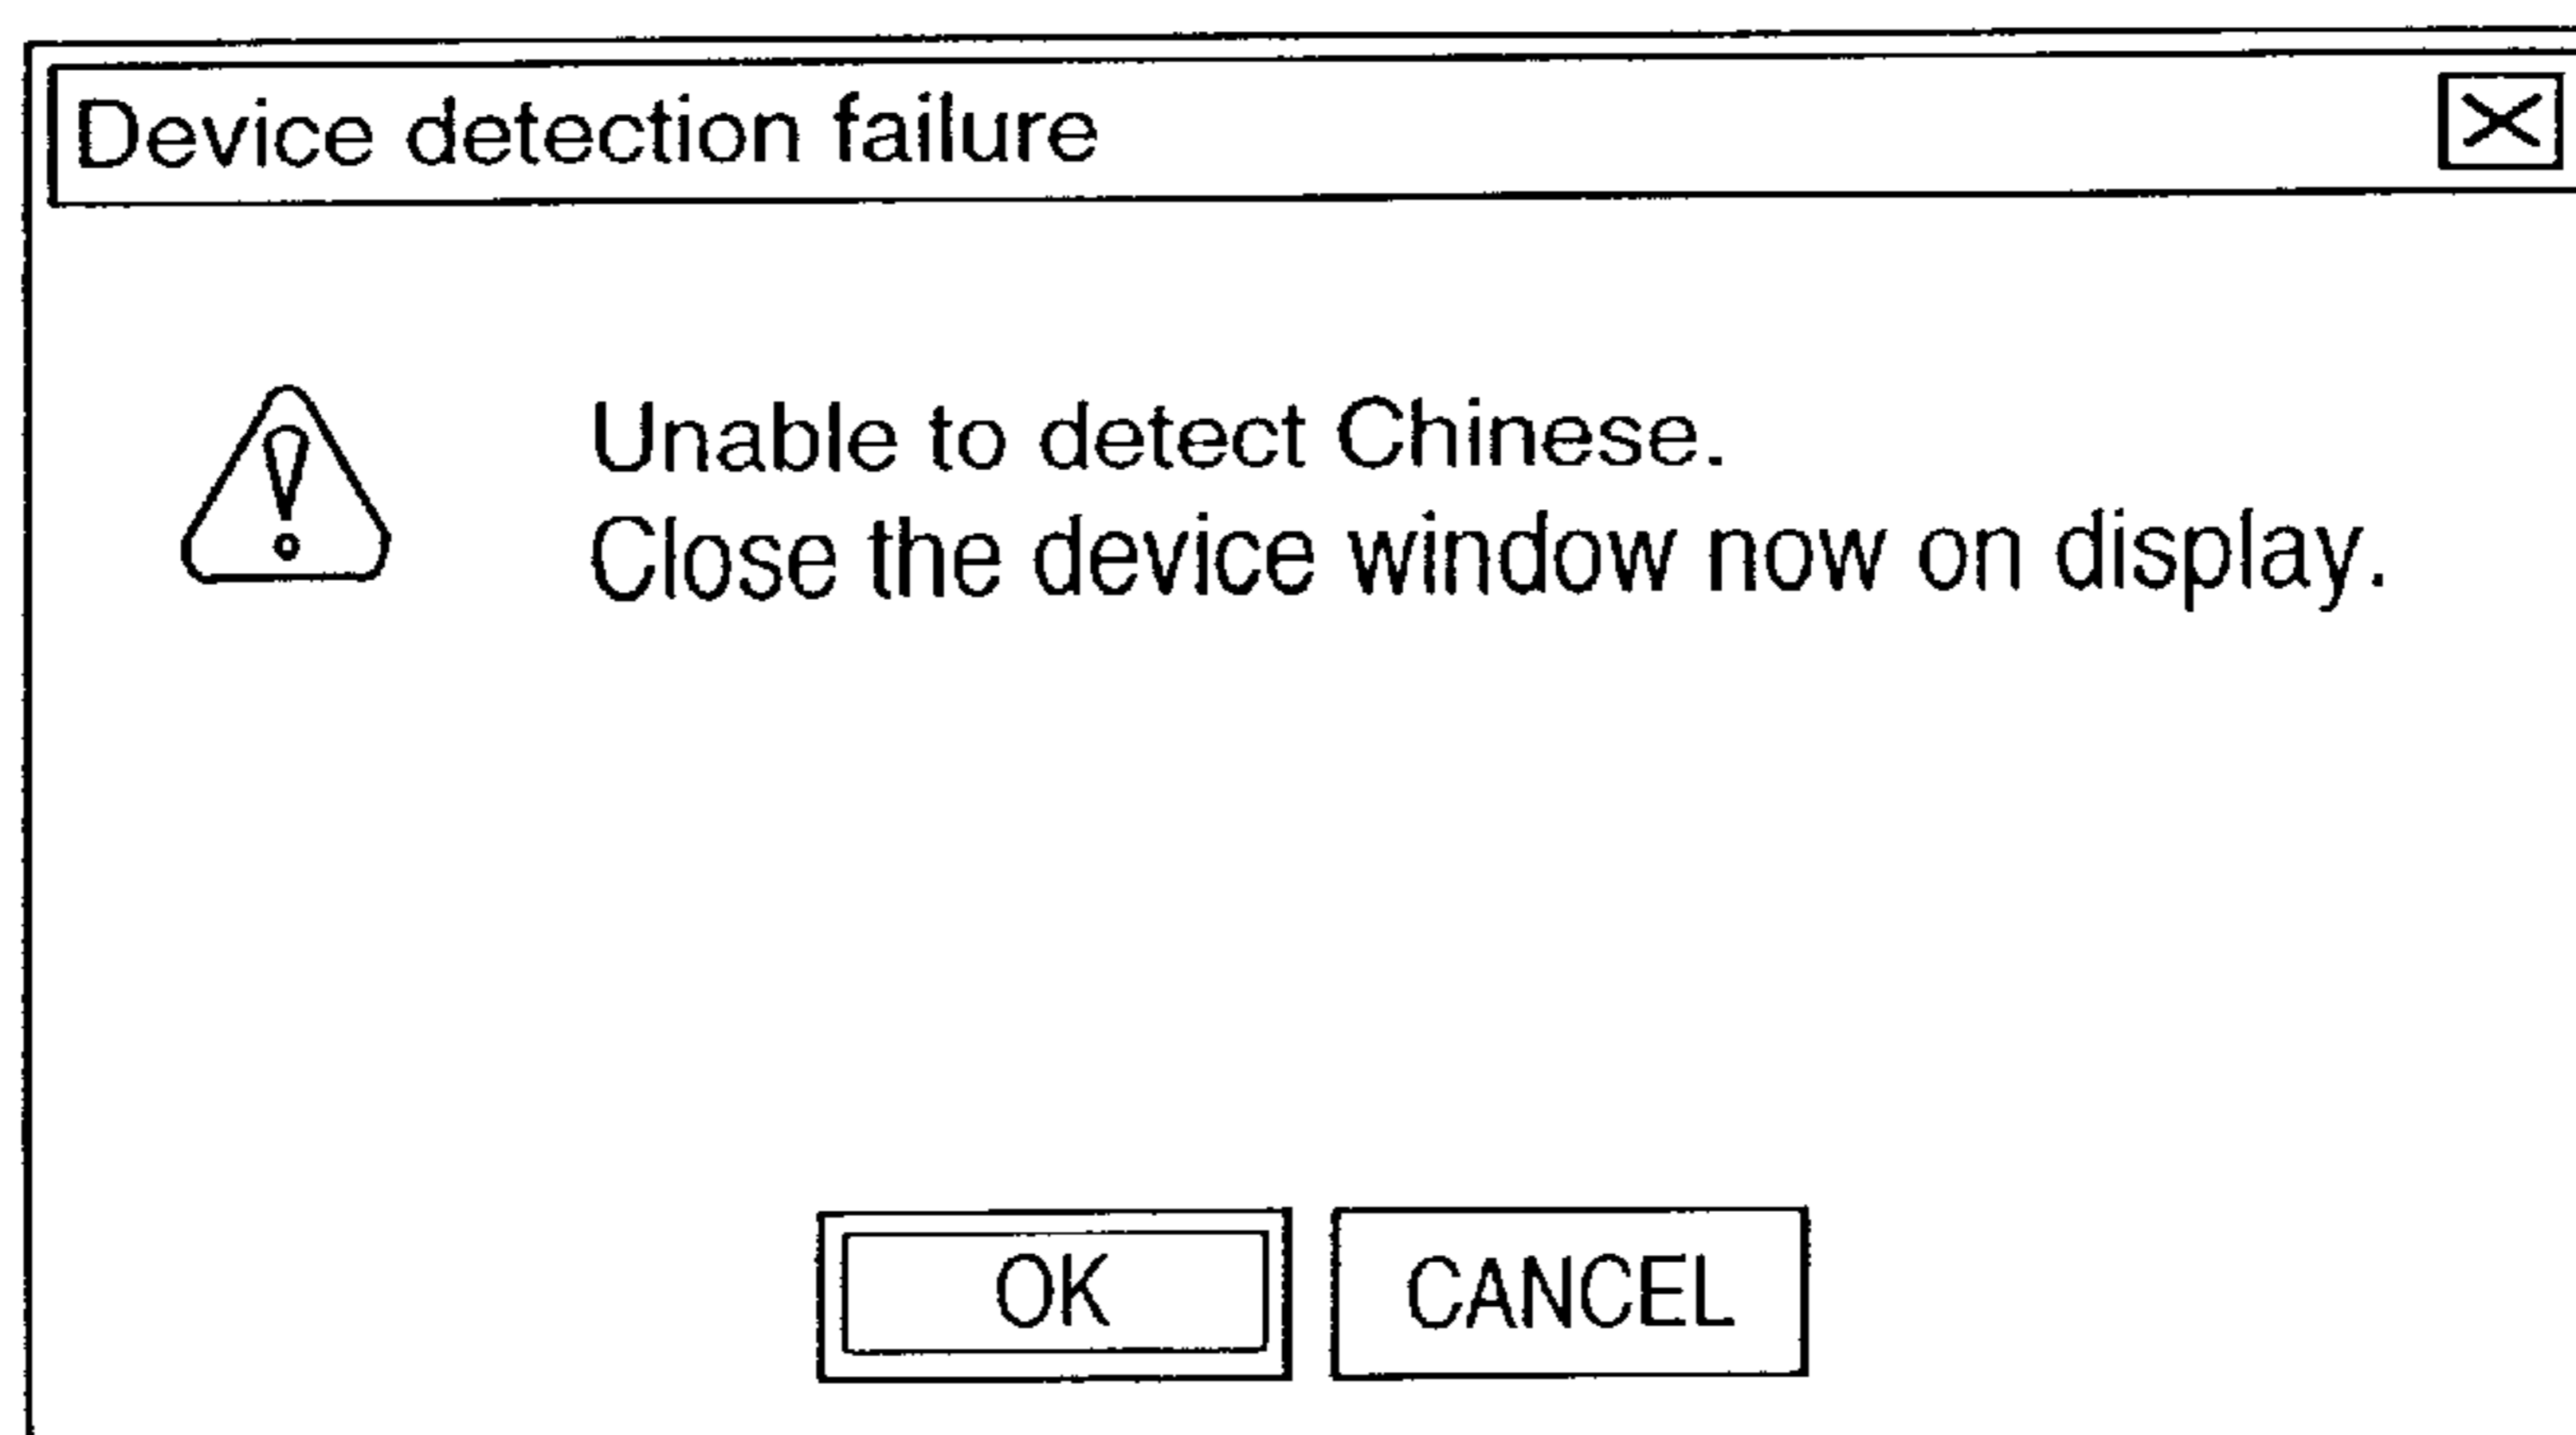 Device detection failure
Unable to detect Chinese.
Close the device window now on display.
OK
CANCEL